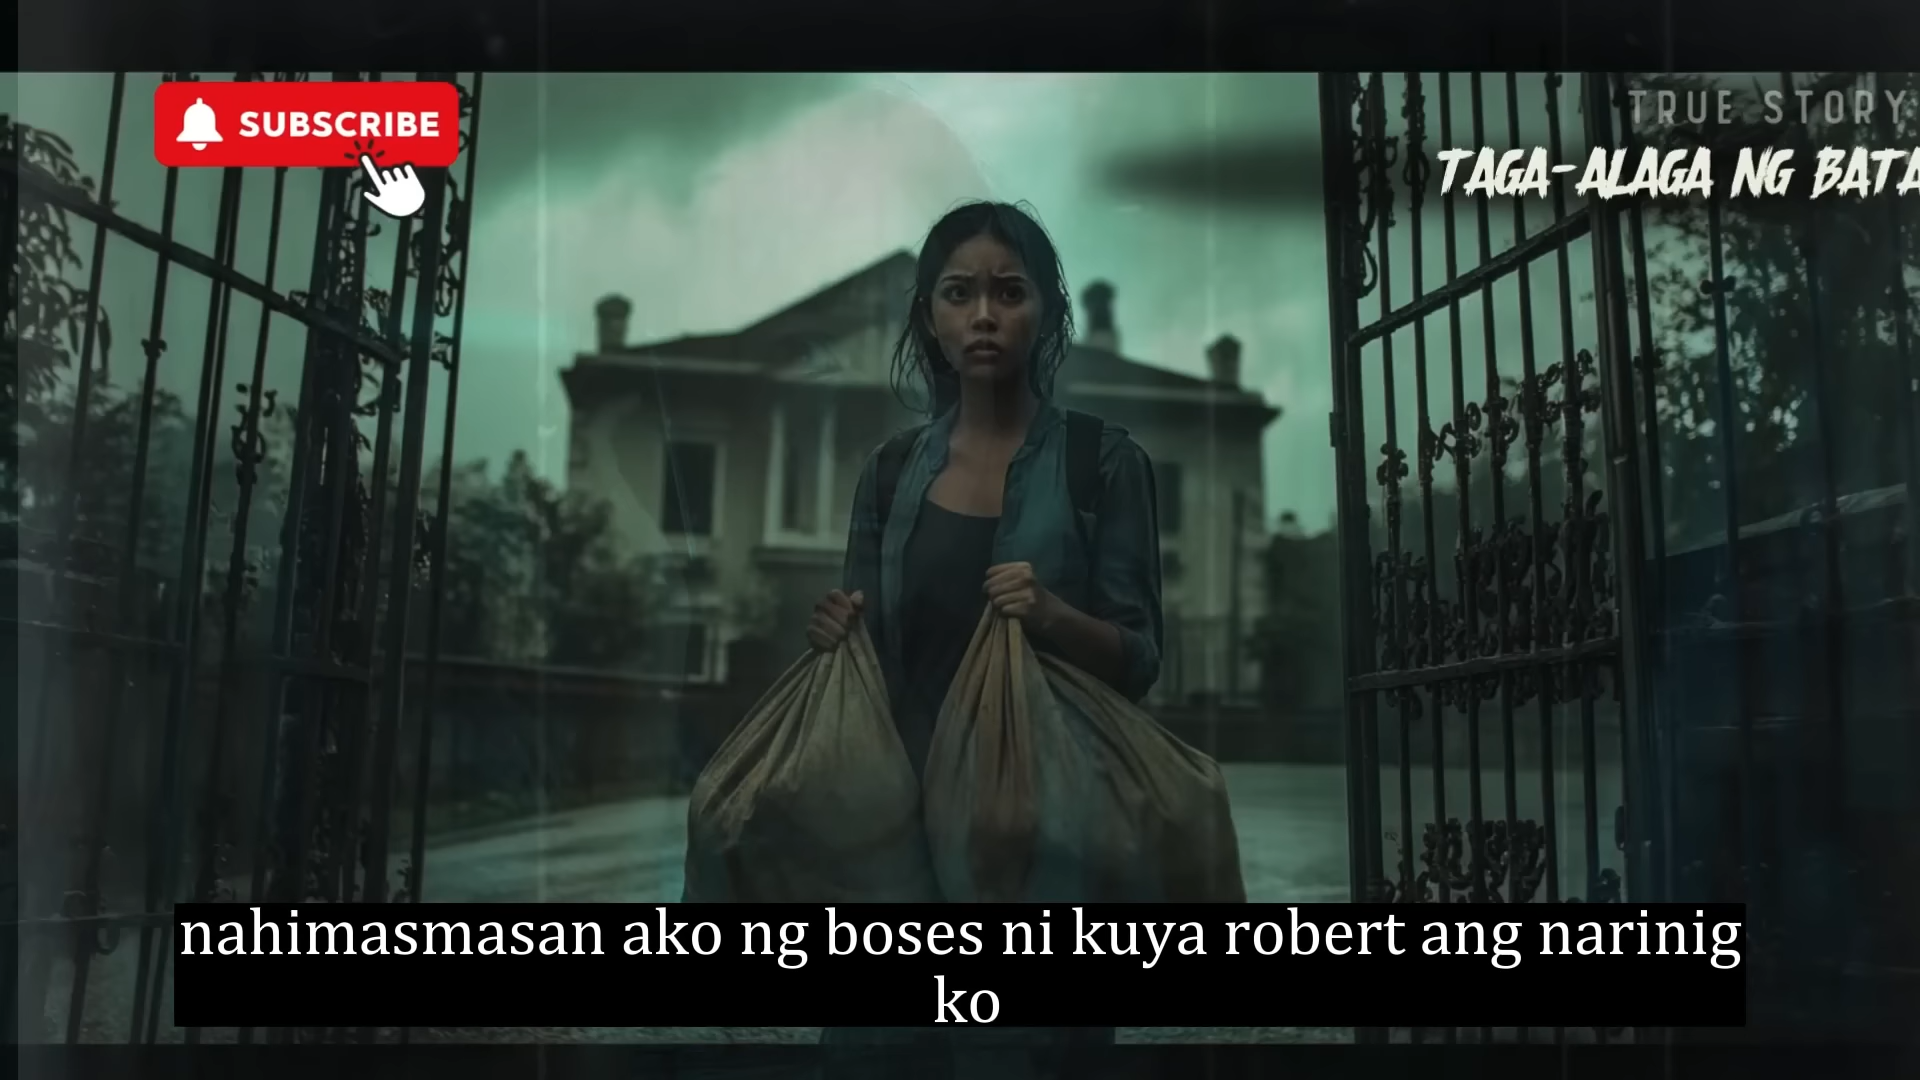 SUBSCRIBE
TRUE STORY
TAGA-ALAGA NG BATA
nahimasmasan ako ng boses ni kuya robert ang narinig
ko